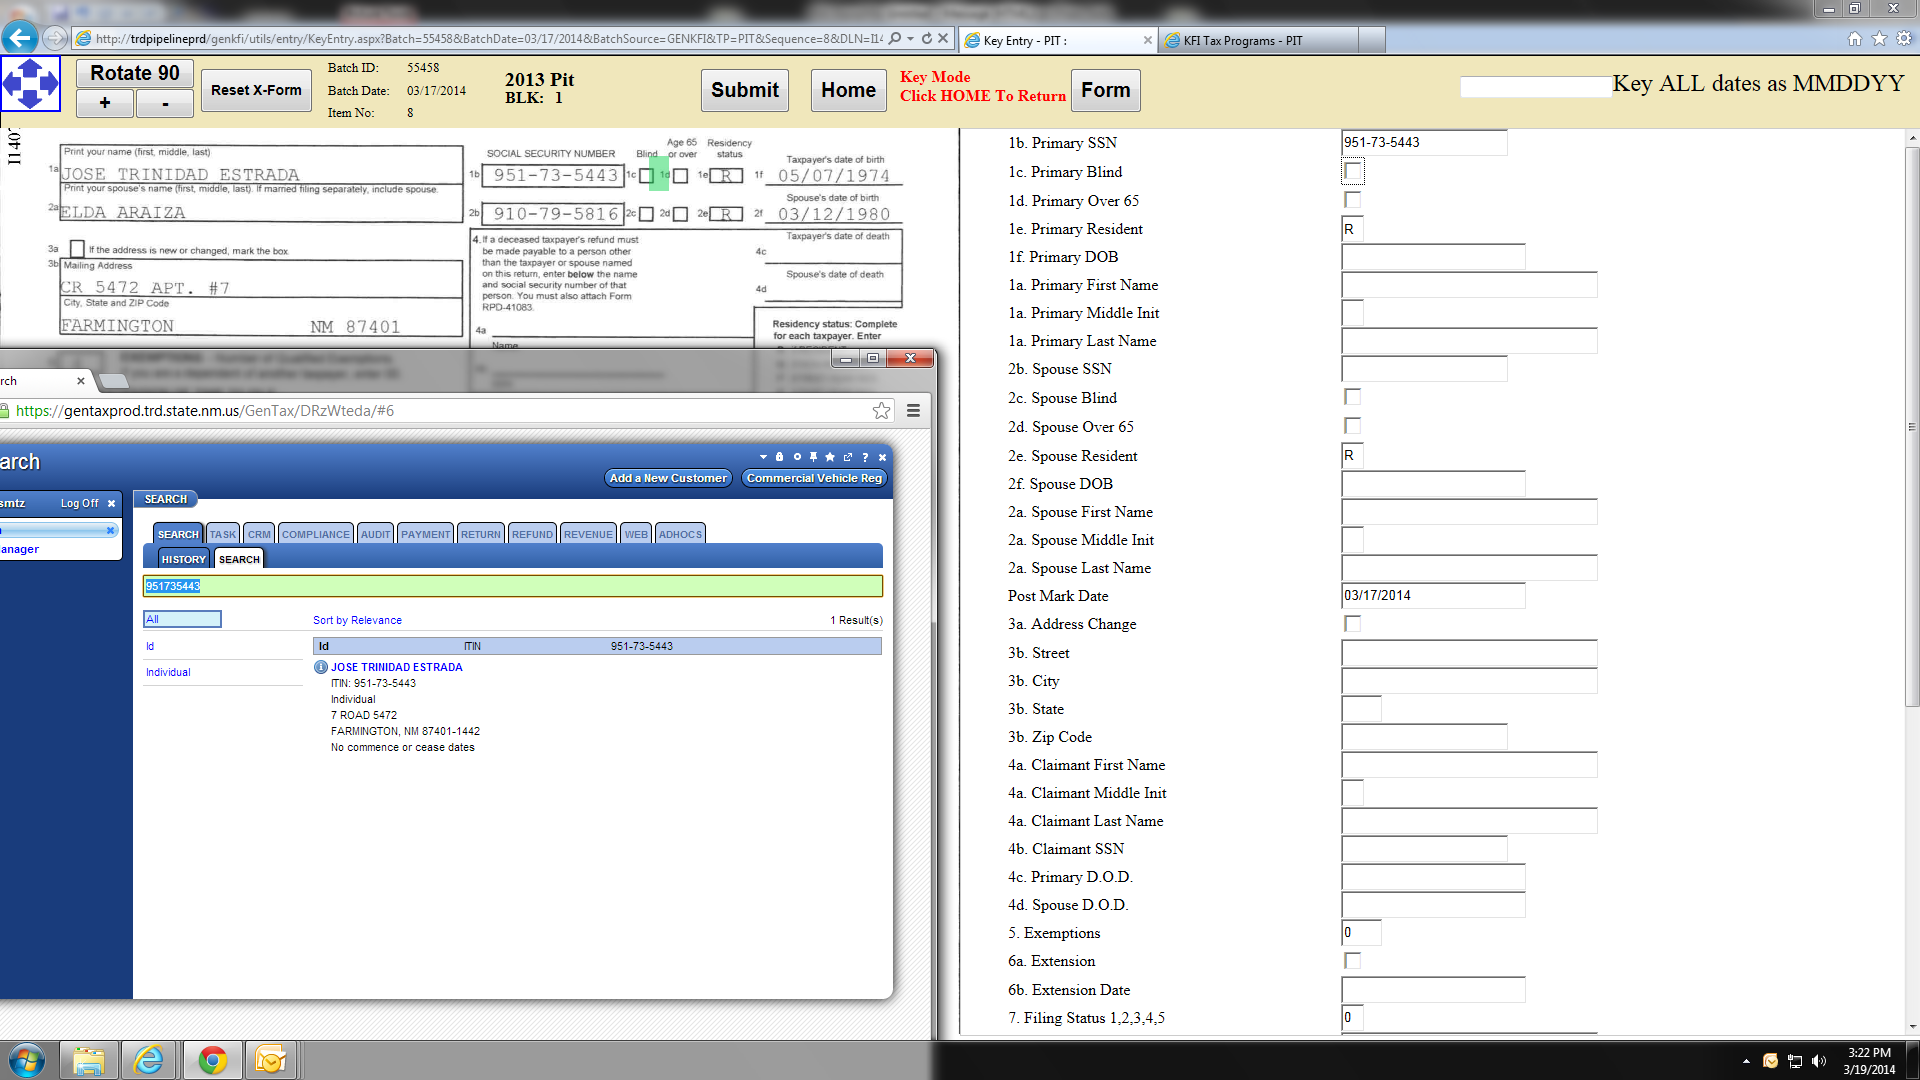 http://trdpipelineprd/genkfi/utils/entry/KeyEntry.aspx?Batch=55458&BatchDate=03/17/2014&BatchSource=GENKFI&TP=PIT&Sequence=8&DLN=I14
Key Entry - PIT :
KFI Tax Programs - PIT
Rotate 90
+
-
Reset X-Form
Batch ID: 55458
Batch Date: 03/17/2014
Item No: 8
2013 Pit
BLK: 1
Submit
Home
Key Mode
Click HOME To Return
Form
Key ALL dates as MMDDYY
Print your name (first, middle, last)
1a JOSE TRINIDAD ESTRADA
Print your spouse's name (first, middle, last). If married filing separately, include spouse.
2a ELDA ARAIZA
3a If the address is new or changed, mark the box.
3b Mailing Address
CR 5472 APT. #7
City, State and ZIP Code
FARMINGTON NM 87401
SOCIAL SECURITY NUMBER
Blind
Age 65 or over
Residency status
1b 951-73-5443 1c 1d 1e R 1f
Taxpayer's date of birth
05/07/1974
2b 910-79-5816 2c 2d 2e R 2f
Spouse's date of birth
03/12/1980
4. If a deceased taxpayer's refund must
be made payable to a person other
than the taxpayer or spouse named
on this return, enter below the name
and social security number of that
person. You must also attach Form
RPD-41083.
4a
Name
Taxpayer's date of death
4c
Spouse's date of death
4d
Residency status: Complete
for each taxpayer. Enter
rch
https://gentaxprod.trd.state.nm.us/GenTax/DRzWteda/#6
arch
Add a New Customer
Commercial Vehicle Reg
smtz
Log Off
anager
SEARCH
SEARCH TASK CRM COMPLIANCE AUDIT PAYMENT RETURN REFUND REVENUE WEB ADHOCS
HISTORY SEARCH
951735443
All
Sort by Relevance
1 Result(s)
Id
Individual
Id ITIN 951-73-5443
JOSE TRINIDAD ESTRADA
ITIN: 951-73-5443
Individual
7 ROAD 5472
FARMINGTON, NM 87401-1442
No commence or cease dates
1b. Primary SSN 951-73-5443
1c. Primary Blind
1d. Primary Over 65
1e. Primary Resident R
1f. Primary DOB
1a. Primary First Name
1a. Primary Middle Init
1a. Primary Last Name
2b. Spouse SSN
2c. Spouse Blind
2d. Spouse Over 65
2e. Spouse Resident R
2f. Spouse DOB
2a. Spouse First Name
2a. Spouse Middle Init
2a. Spouse Last Name
Post Mark Date 03/17/2014
3a. Address Change
3b. Street
3b. City
3b. State
3b. Zip Code
4a. Claimant First Name
4a. Claimant Middle Init
4a. Claimant Last Name
4b. Claimant SSN
4c. Primary D.O.D.
4d. Spouse D.O.D.
5. Exemptions 0
6a. Extension
6b. Extension Date
7. Filing Status 1,2,3,4,5 0
3:22 PM
3/19/2014